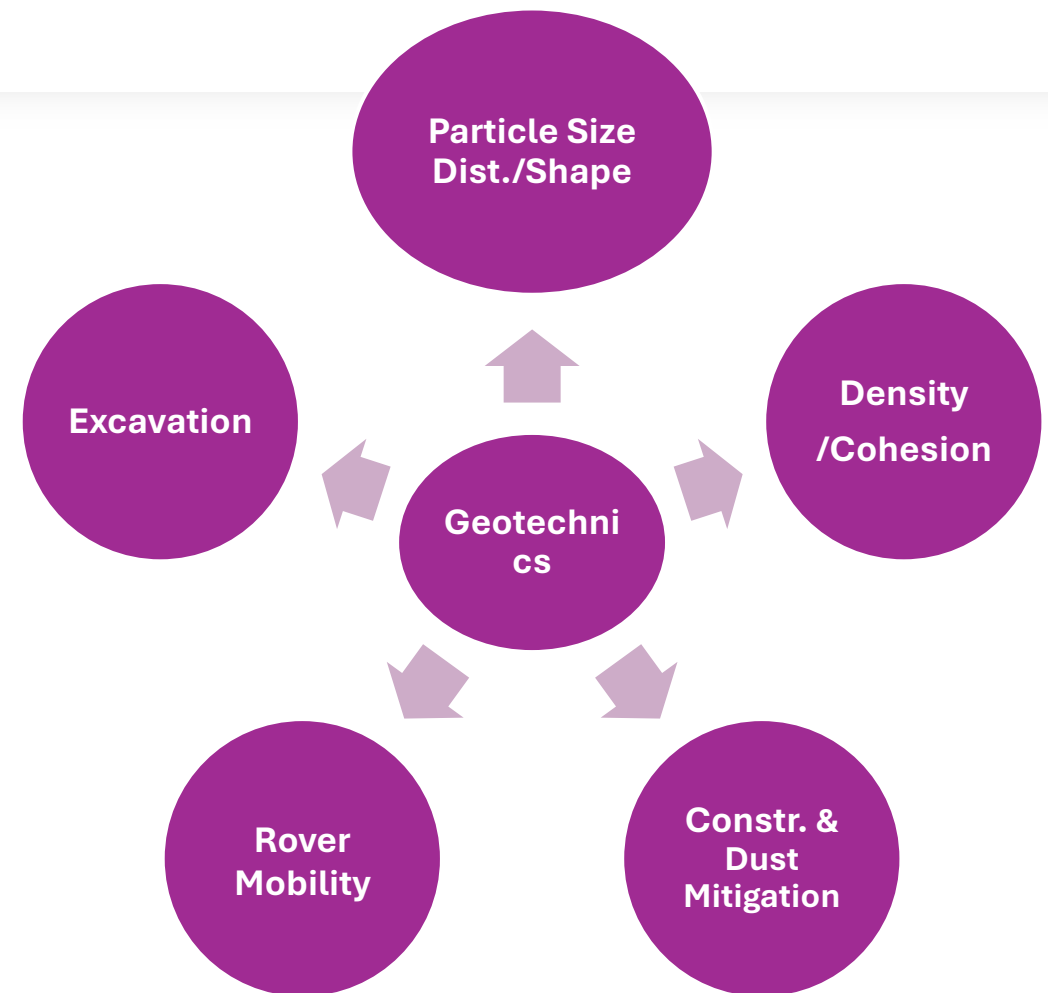 Particle Size
Dist./Shape
Density
/Cohesion
Excavation
Geotechni
cs
Constr. &
Dust
Mitigation
Rover
Mobility